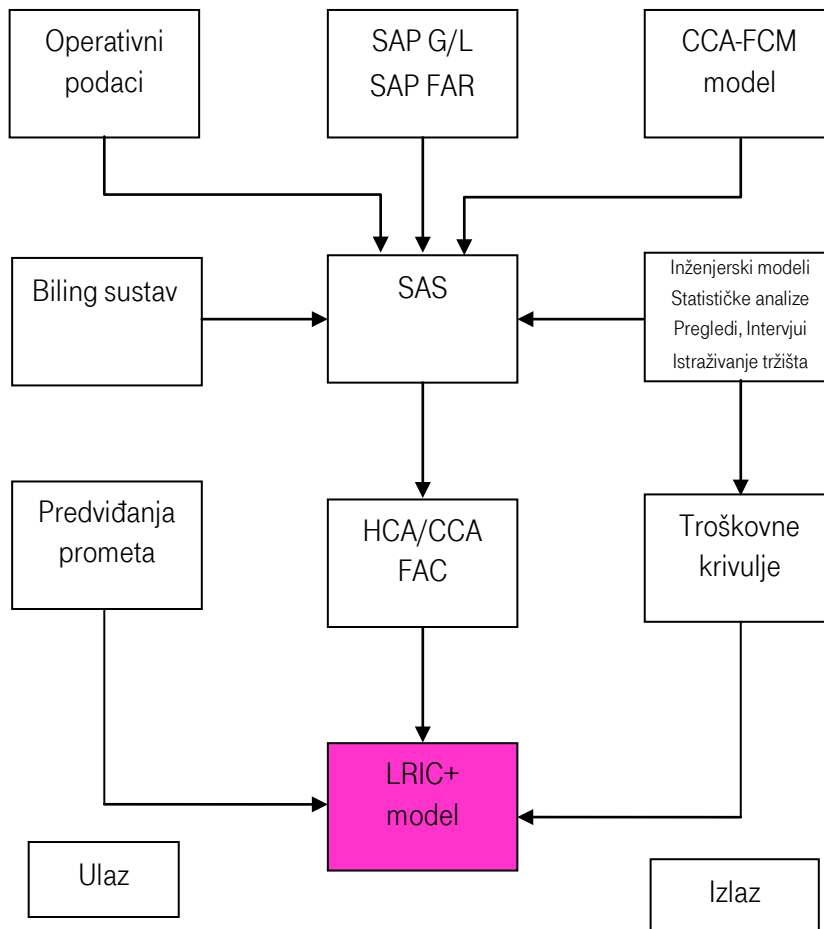 Operativni
podaci
SAP G/L
SAP FAR
CCA-FCM
model
Biling sustav
SAS
Inženjerski modeli
Statističke analize
Pregledi, Intervjui
Istraživanje tržišta
Predviđanja
prometa
HCA/CCA
FAC
Troškovne
krivulje
LRIC+
model
Ulaz
Izlaz